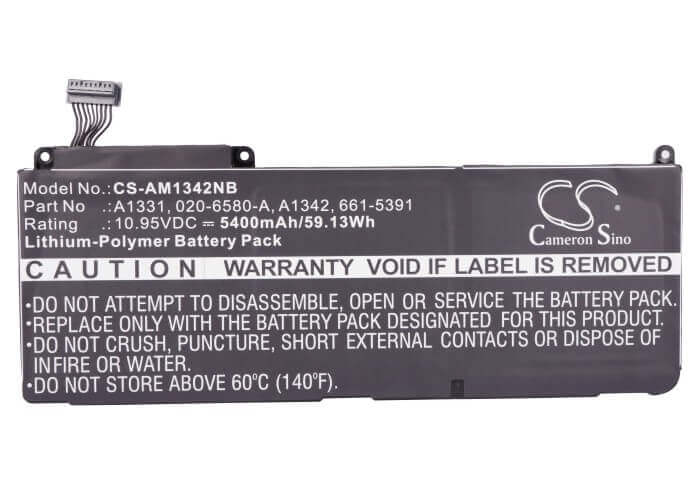 Model No.: CS-AM1342NB
Part No : A1331, 020-6580-A, A1342, 661-5391
Rating : 10.95VDC ⎓ 5400mAh/59.13Wh
Lithium-Polymer Battery Pack
CS
Cameron Sino
CAUTION WARRANTY VOID IF LABEL IS REMOVED
•DO NOT ATTEMPT TO DISASSEMBLE, OPEN OR SERVICE THE BATTERY PACK.
•REPLACE ONLY WITH THE BATTERY PACK DESIGNATED FOR THIS PRODUCT.
•DO NOT CRUSH, PUNCTURE, SHORT EXTERNAL CONTACTS OR DISPOSE OF
INFIRE OR WATER.
•DO NOT STORE ABOVE 60°C (140°F).